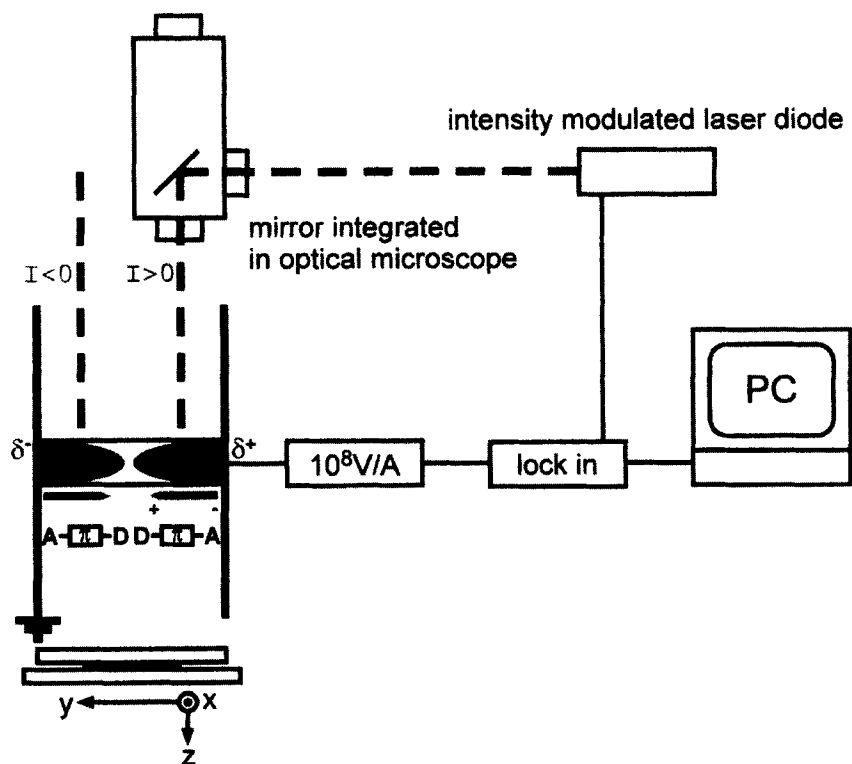 intensity modulated laser diode
mirror integrated
in optical microscope
I<0
I>0
PC
δ-
δ+
10⁸V/A
lock in
+ -
A π D D π A
y
x
z